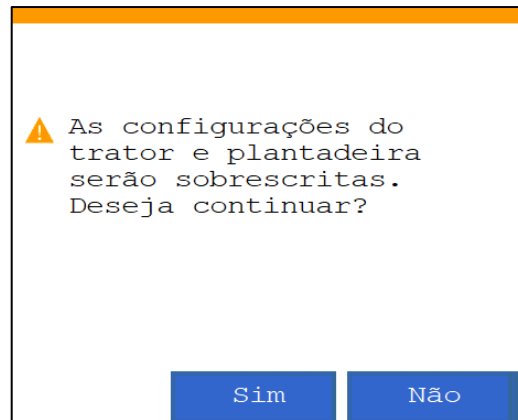 As configurações do
trator e plantadeira
serão sobrescritas.
Deseja continuar?
Sim Não